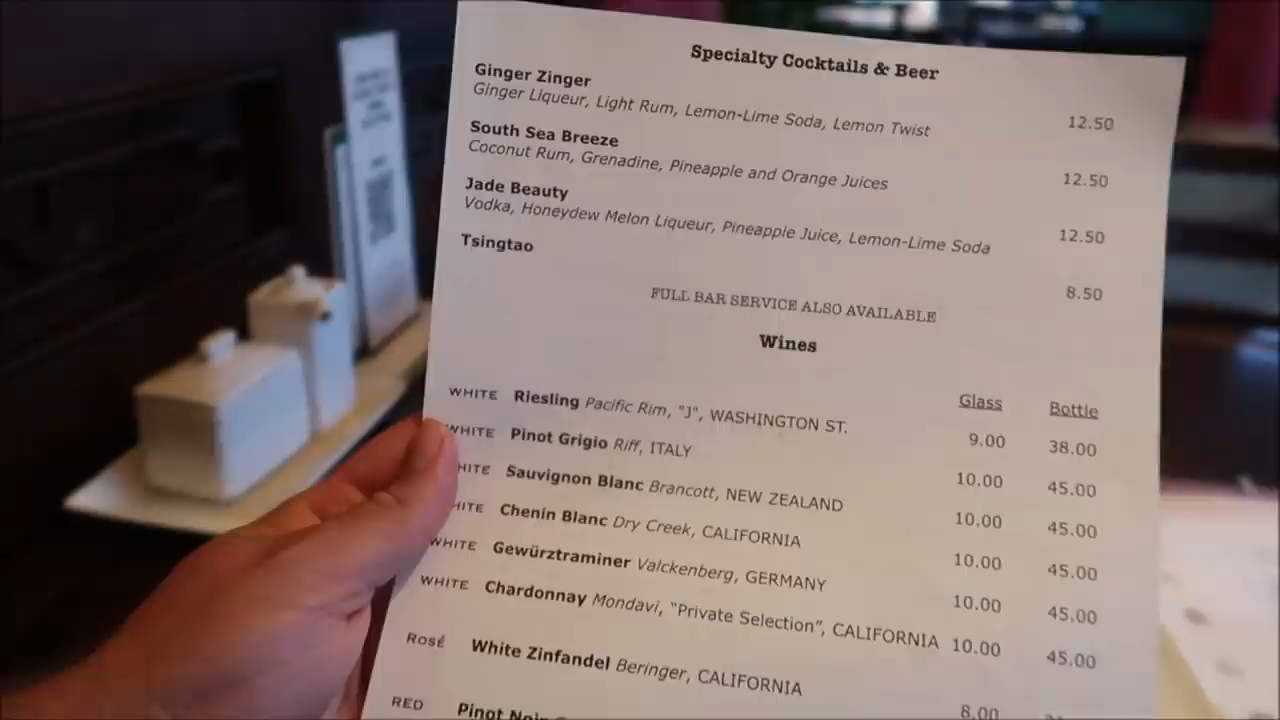 Specialty Cocktails & Beer
Ginger Zinger
Ginger Liqueur, Light Rum, Lemon-Lime Soda, Lemon Twist 12.50
South Sea Breeze
Coconut Rum, Grenadine, Pineapple and Orange Juices 12.50
Jade Beauty
Vodka, Honeydew Melon Liqueur, Pineapple Juice, Lemon-Lime Soda 12.50
Tsingtao 8.50
FULL BAR SERVICE ALSO AVAILABLE
Wines
Glass Bottle
WHITE Riesling Pacific Rim, "J", WASHINGTON ST. 9.00 38.00
WHITE Pinot Grigio Riff, ITALY 10.00 45.00
HITE Sauvignon Blanc Brancott, NEW ZEALAND 10.00 45.00
HITE Chenin Blanc Dry Creek, CALIFORNIA 10.00 45.00
WHITE Gewürztraminer Valckenberg, GERMANY 10.00 45.00
WHITE Chardonnay Mondavi, "Private Selection", CALIFORNIA 10.00 45.00
ROSÉ White Zinfandel Beringer, CALIFORNIA 8.00
RED Pinot Noir